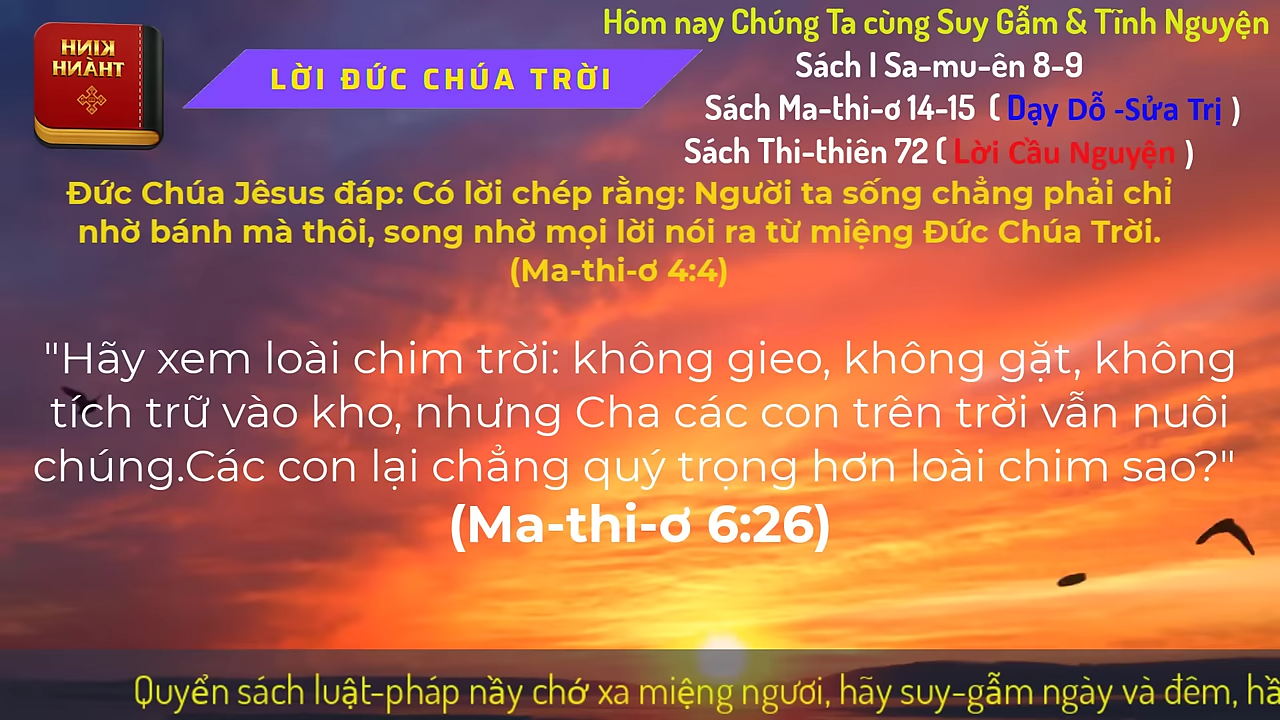 Hôm nay Chúng Ta cùng Suy Gẫm & Tĩnh Nguyện
KINH
THÀNH
LỜI ĐỨC CHÚA TRỜI
Sách I Sa-mu-ên 8-9
Sách Ma-thi-ơ 14-15 ( Dạy Dỗ -Sửa Trị )
Sách Thi-thiên 72 ( Lời Cầu Nguyện )
Đức Chúa Jêsus đáp: Có lời chép rằng: Người ta sống chẳng phải chỉ
nhờ bánh mà thôi, song nhờ mọi lời nói ra từ miệng Đức Chúa Trời.
(Ma-thi-ơ 4:4)
"Hãy xem loài chim trời: không gieo, không gặt, không
tích trữ vào kho, nhưng Cha các con trên trời vẫn nuôi
chúng.Các con lại chẳng quý trọng hơn loài chim sao?"
(Ma-thi-ơ 6:26)
Quyển sách luật-pháp nầy chớ xa miệng ngươi, hãy suy-gẫm ngày và đêm,